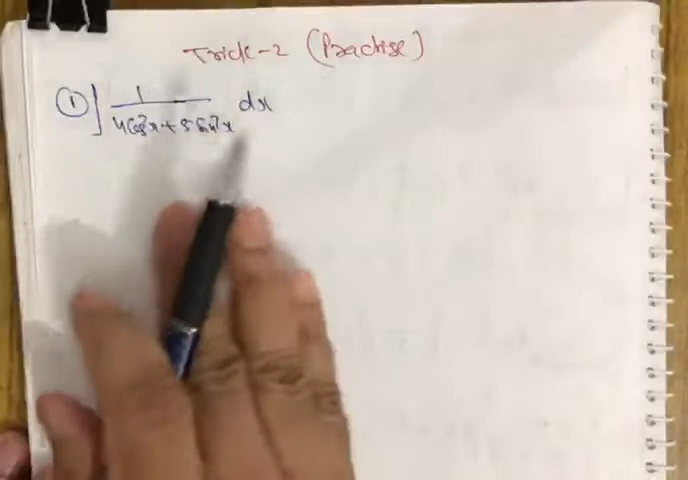 Trick-2 (Practise)
① ∫ 1 / (4cos²x + 5sin²x) dx